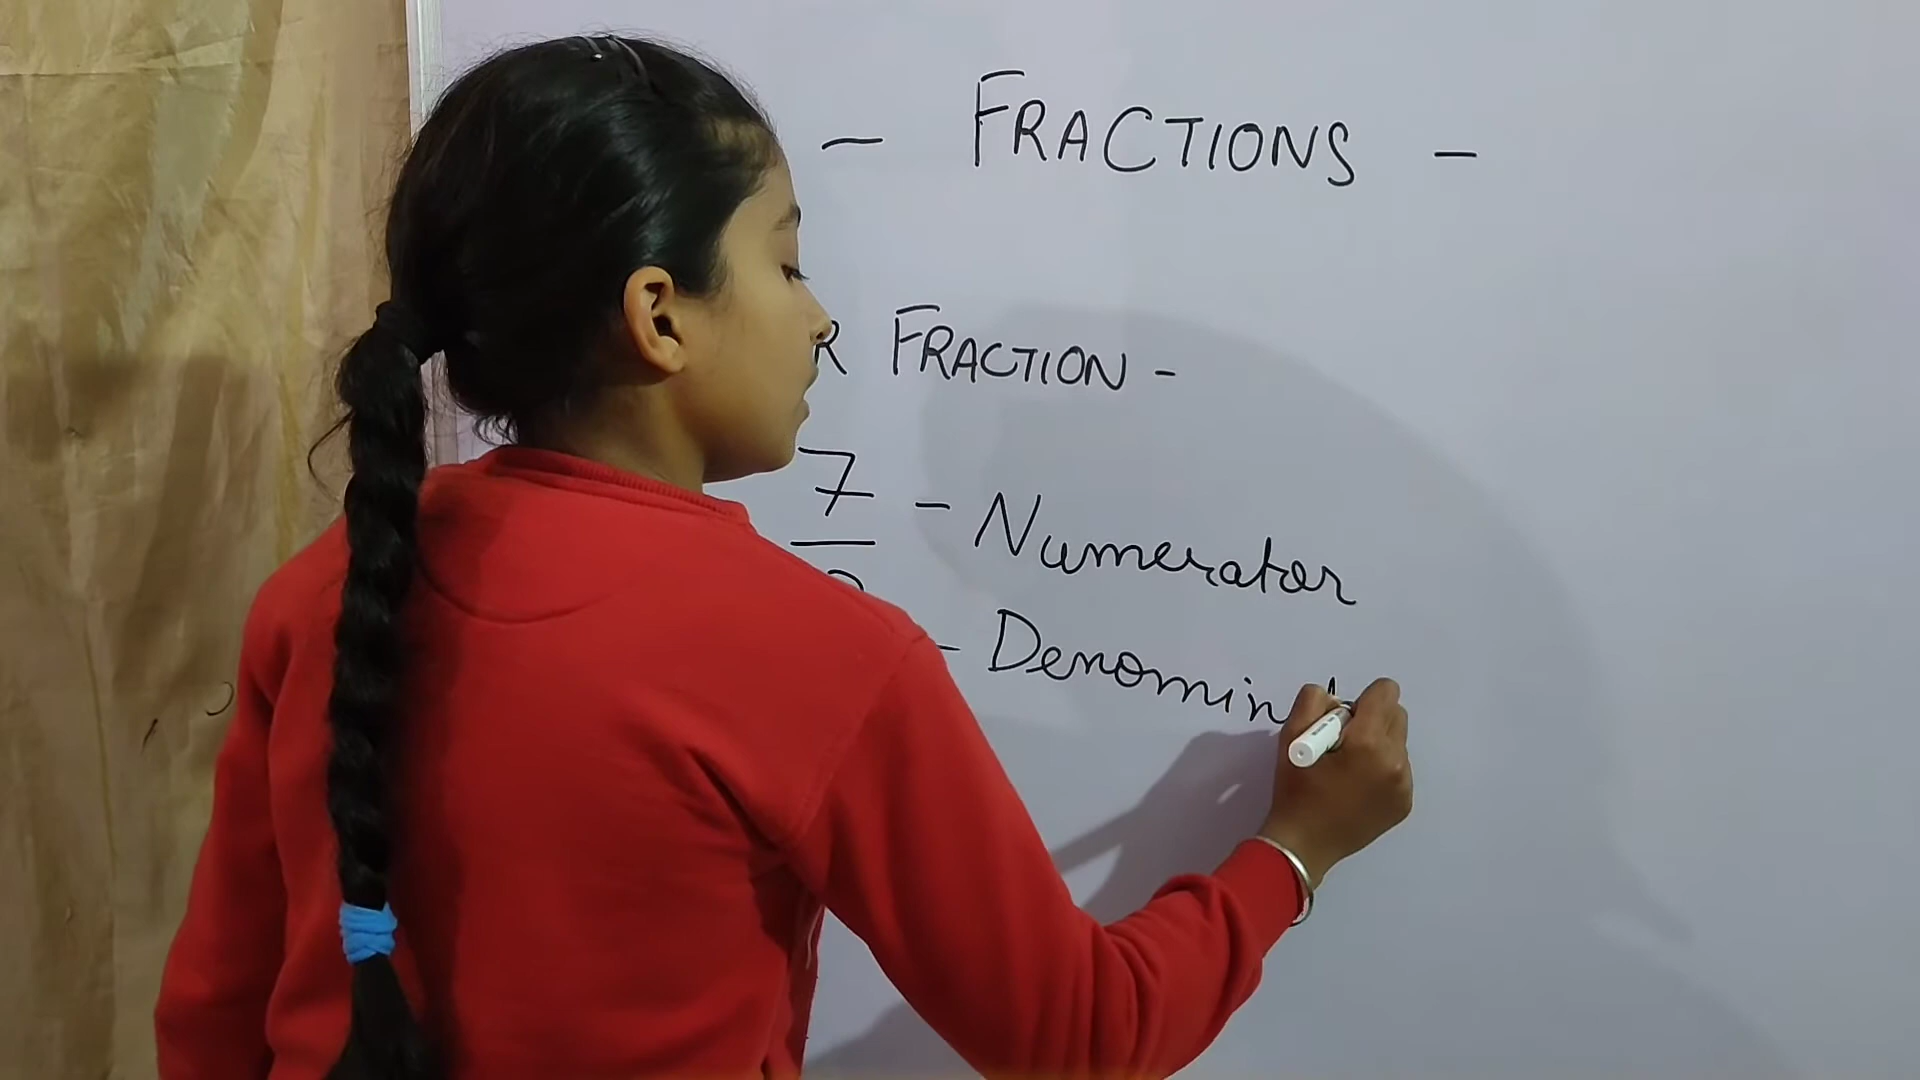 - FRACTIONS -
R FRACTION -
7 - Numerator
- Denomin